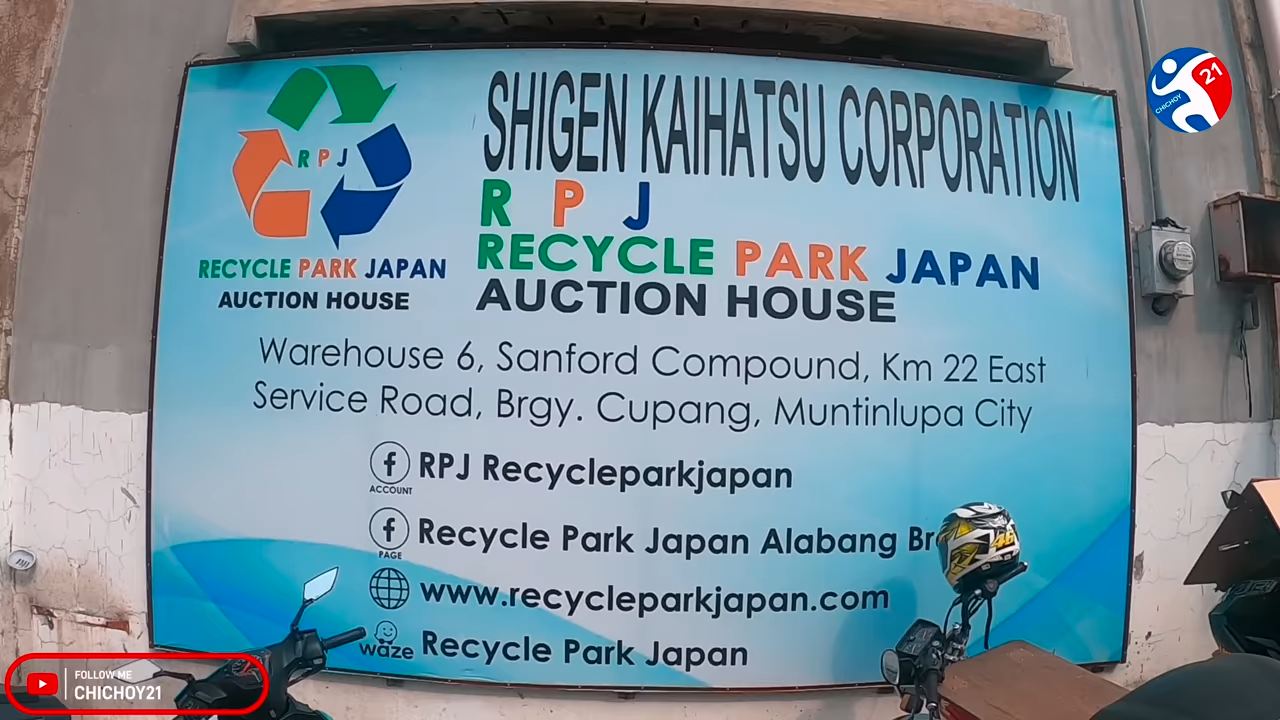 SHIGEN KAIHATSU CORPORATION
R P J
R P J
RECYCLE PARK JAPAN
AUCTION HOUSE
RECYCLE PARK JAPAN
AUCTION HOUSE
Warehouse 6, Sanford Compound, Km 22 East
Service Road, Brgy. Cupang, Muntinlupa City
RPJ Recycleparkjapan
ACCOUNT
Recycle Park Japan Alabang
PAGE
www.recycleparkjapan.com
waze Recycle Park Japan
46
21
CHICHOY
FOLLOW ME
CHICHOY21